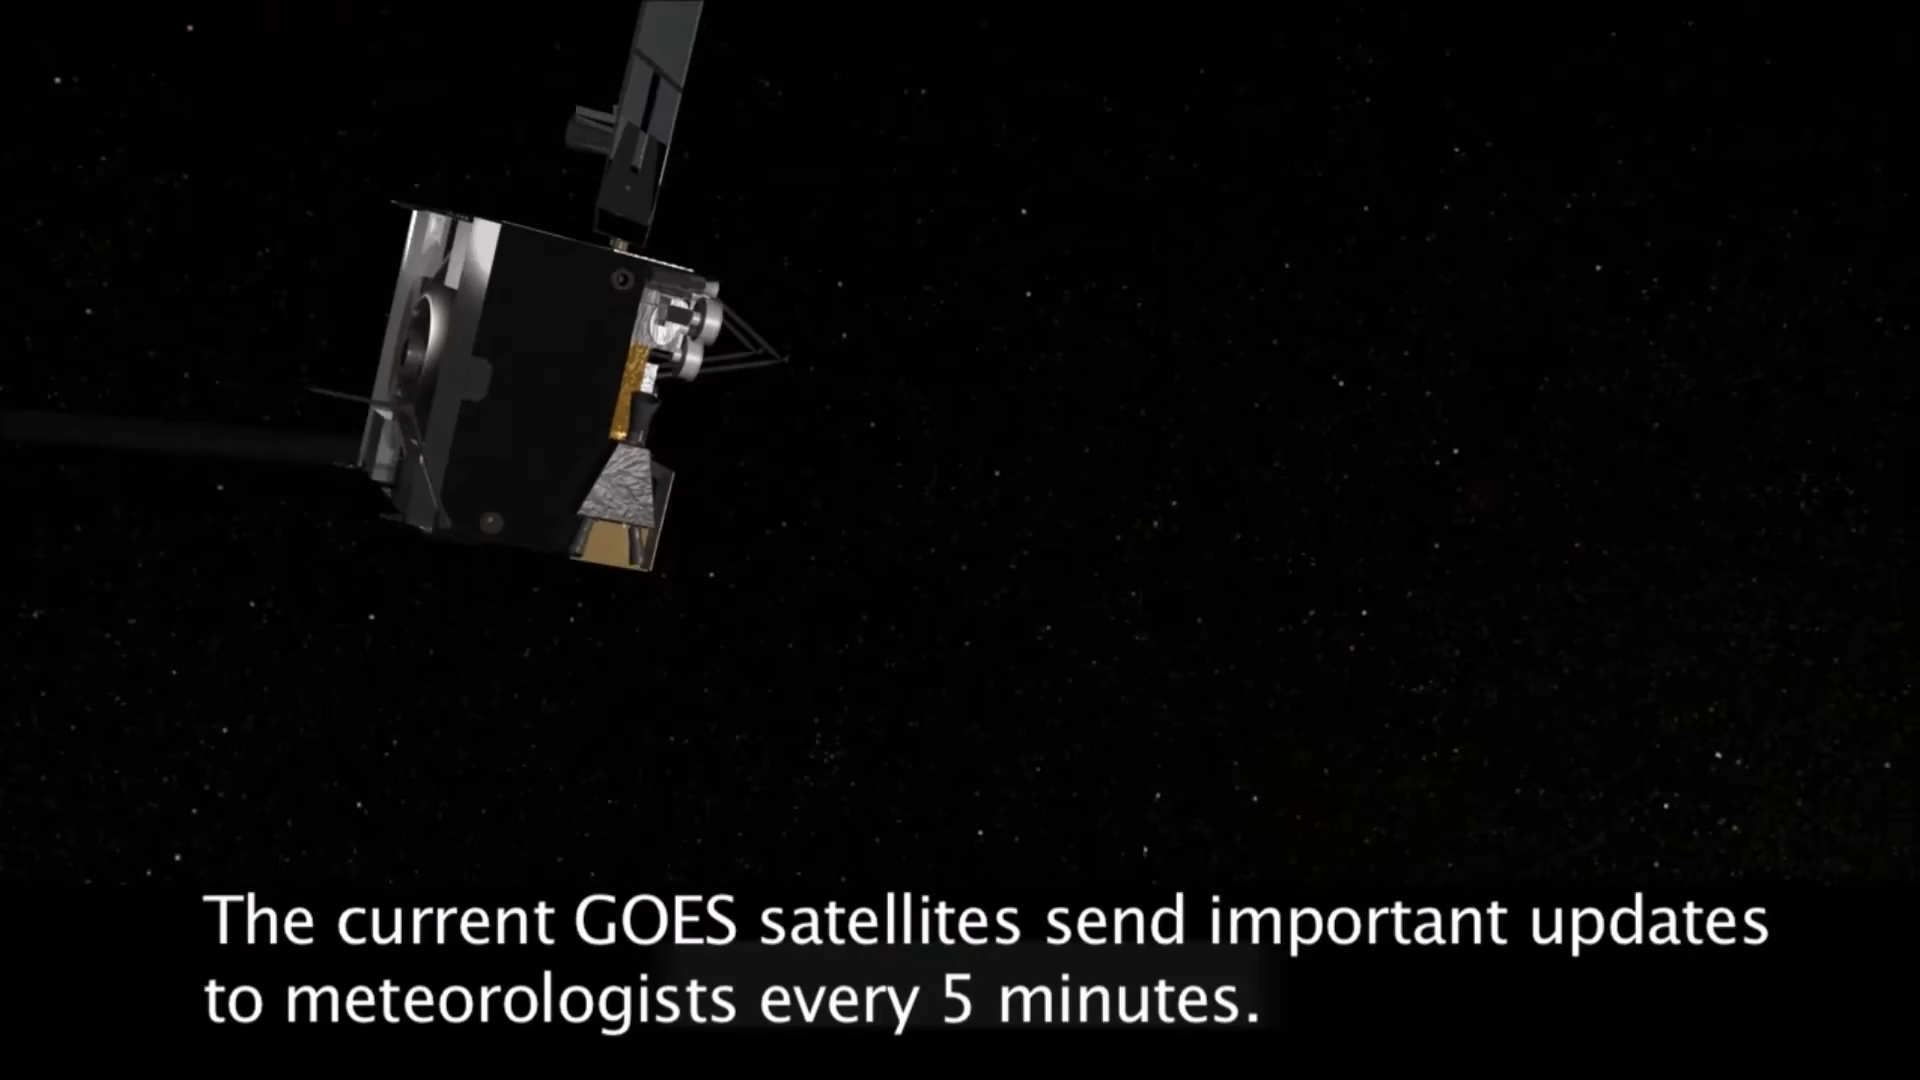 The current GOES satellites send important updates
to meteorologists every 5 minutes.